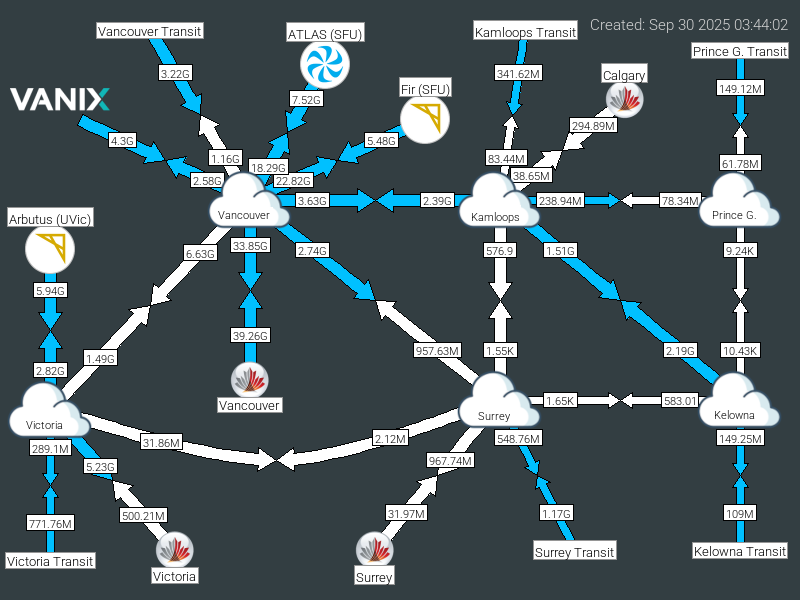 Created: Sep 30 2025 03:44:02
Vancouver Transit
ATLAS (SFU)
Kamloops Transit
Prince G. Transit
3.22G
341.62M
Calgary
149.12M
VANIX
7.52G
Fir (SFU)
294.89M
4.3G
5.48G
1.16G
83.44M
61.78M
18.29G
38.65M
2.58G
22.82G
3.63G
2.39G
238.94M
78.34M
Arbutus (UVic)
Vancouver
Kamloops
Prince G.
6.63G
33.85G
2.74G
576.9
1.51G
9.24K
5.94G
39.26G
1.49G
957.63M
1.55K
2.19G
10.43K
2.82G
Vancouver
1.65K
583.01
Victoria
Surrey
Kelowna
289.1M
31.86M
2.12M
548.76M
149.25M
5.23G
967.74M
771.76M
500.21M
31.97M
1.17G
109M
Victoria Transit
Victoria
Surrey
Surrey Transit
Kelowna Transit